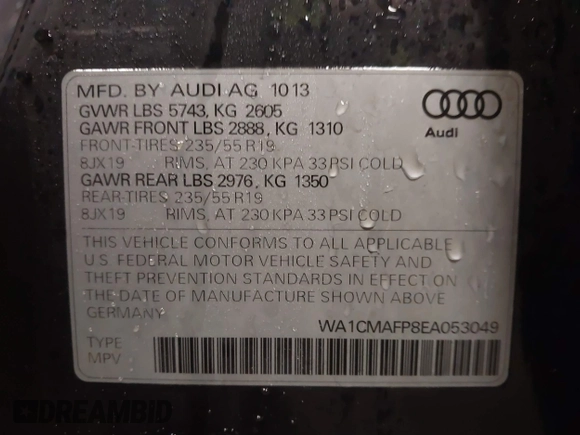 MFD. BY AUDI AG 1013
GVWR LBS 5743, KG 2605
GAWR FRONT LBS 2888, KG 1310
FRONT-TIRES 235/55 R19
8JX19 RIMS, AT 230 KPA 33 PSI COLD
GAWR REAR LBS 2976, KG 1350
REAR-TIRES 235/55 R19
8JX19 RIMS, AT 230 KPA 33 PSI COLD
Audi
THIS VEHICLE CONFORMS TO ALL APPLICABLE
U.S FEDERAL MOTOR VEHICLE SAFETY AND
THEFT PREVENTION STANDARDS IN EFFECT ON
THE DATE OF MANUFACTURE SHOWN ABOVE
GERMANY
WA1CMAFP8EA053049
TYPE
MPV
DREAMBID